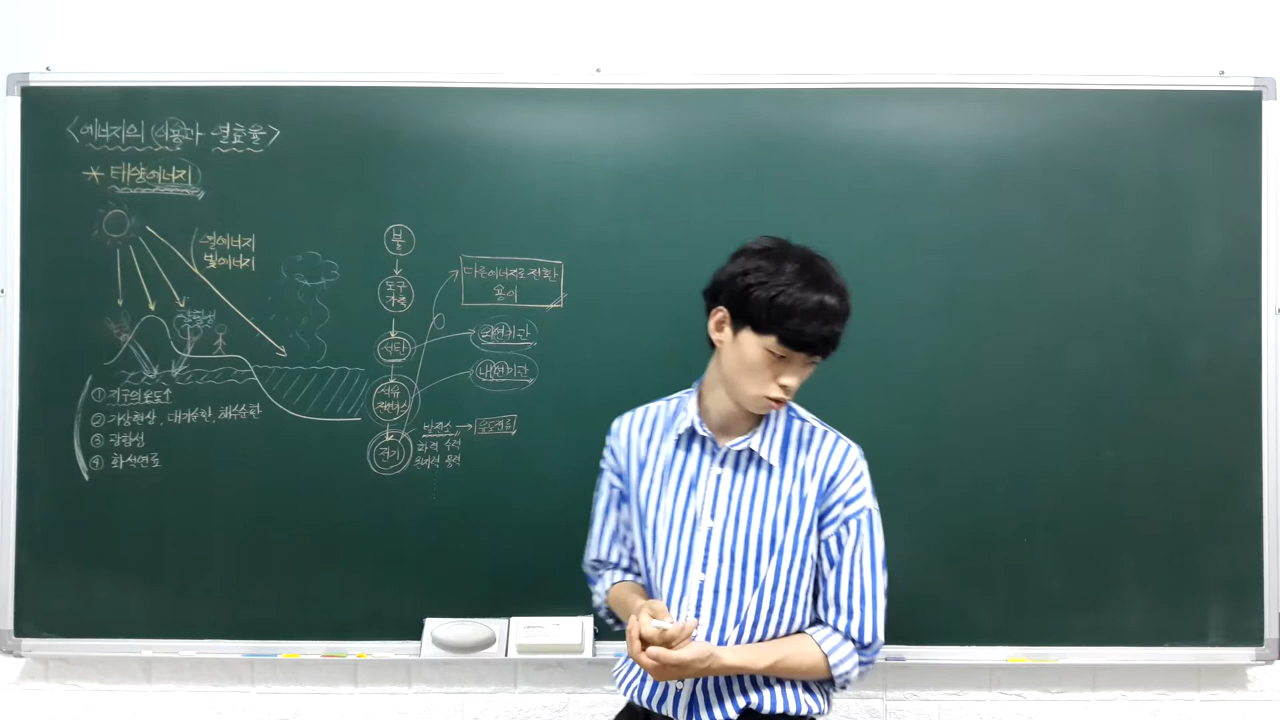 <에너지의 이용과 열효율>
* 태양에너지
열에너지
빛에너지
광합성
① 지구의 온도↑
② 기상현상, 대기순환, 해수순환
③ 광합성
④ 화석연료
불
도구
가축
석탄
석유
천연가스
전기
다른에너지로 전환
용이
외연기관
내연기관
발전소 →
화력 수력
풍력